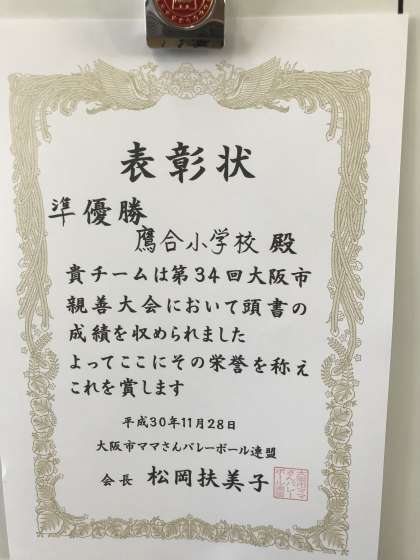 表彰状
準優勝
鷹合小学校 殿
貴チームは第34回大阪市
親善大会において頭書の
成績を収められました
よってここにその栄誉を称え
これを賞します
平成30年11月28日
大阪市ママさんバレーボール連盟
会長 松岡扶美子